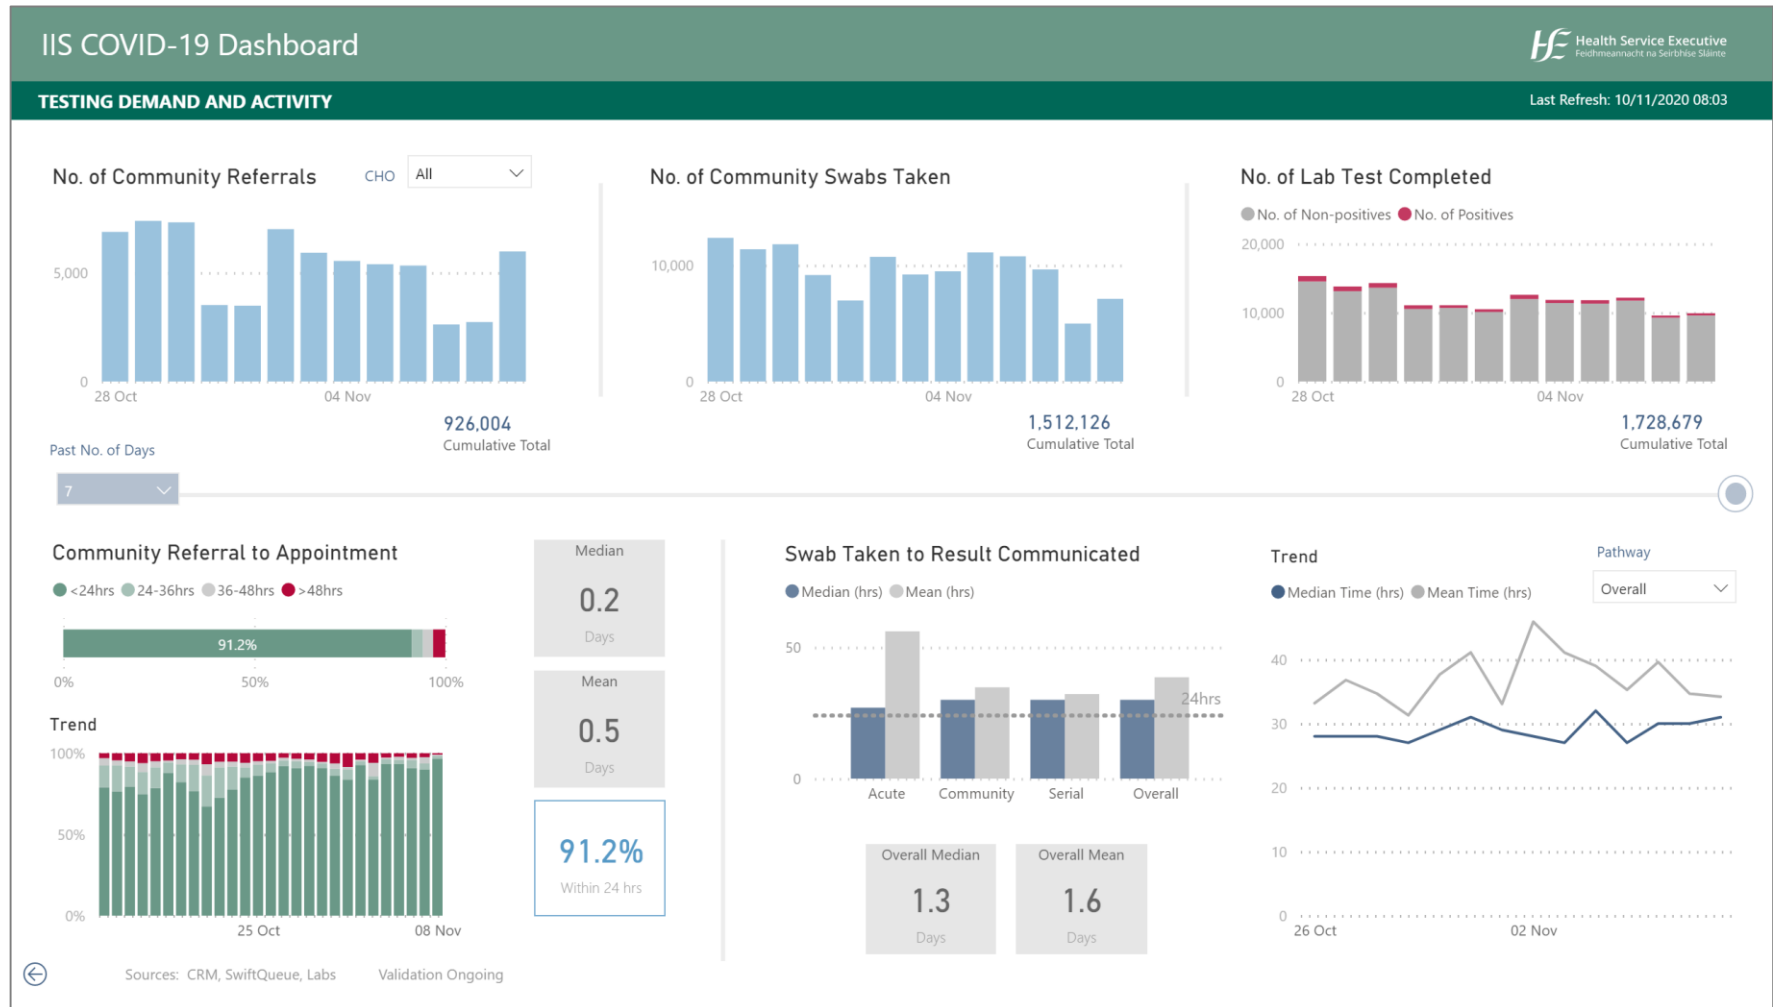 IIS COVID-19 Dashboard
Health Service Executive
Feidhmeannacht na Seirbhíse Sláinte
TESTING DEMAND AND ACTIVITY
Last Refresh: 10/11/2020 08:03
No. of Community Referrals
CHO
All
5,000
0
28 Oct
04 Nov
926,004
Cumulative Total
No. of Community Swabs Taken
10,000
0
28 Oct
04 Nov
1,512,126
Cumulative Total
No. of Lab Test Completed
No. of Non-positives No. of Positives
20,000
10,000
0
28 Oct
04 Nov
1,728,679
Cumulative Total
Past No. of Days
7
Community Referral to Appointment
<24hrs 24-36hrs 36-48hrs >48hrs
91.2%
0%
50%
100%
Trend
100%
50%
0%
25 Oct
08 Nov
Median
0.2
Days
Mean
0.5
Days
91.2%
Within 24 hrs
Swab Taken to Result Communicated
Median (hrs) Mean (hrs)
50
24hrs
0
Acute
Community
Serial
Overall
Overall Median
1.3
Days
Overall Mean
1.6
Days
Trend
Pathway
Overall
Median Time (hrs) Mean Time (hrs)
40
30
20
10
0
26 Oct
02 Nov
Sources: CRM, SwiftQueue, Labs
Validation Ongoing